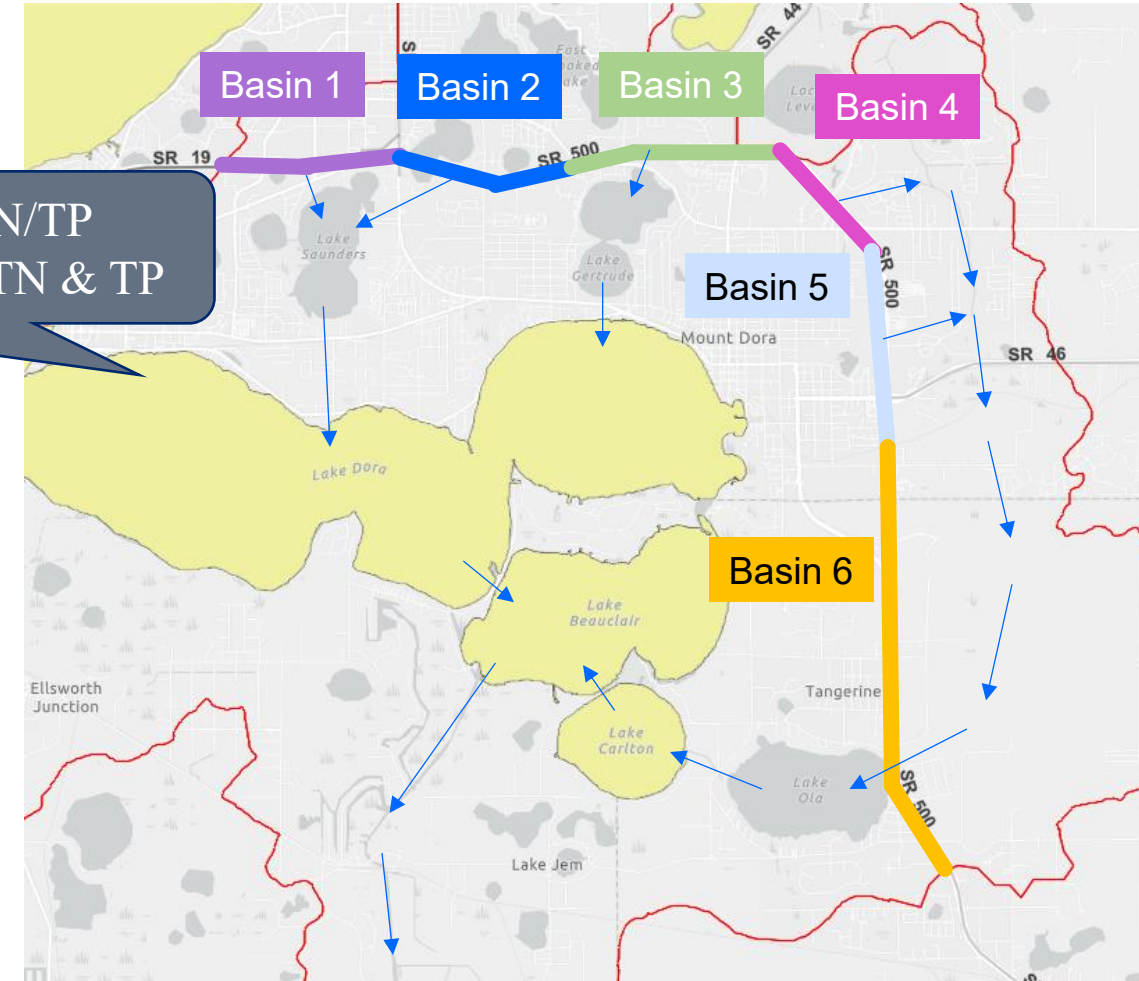 SR 44
East
Lake
Basin 1
Basin 2
Basin 3
Basin 4
SR 19
SR 500
N/TP
TN & TP
Lake
Saunders
Lake
Gertrude
SR 500
Basin 5
Mount Dora
SR 46
Lake Dora
Basin 6
Lake
Beauclair
Ellsworth
Junction
Tangerine
Lake
Carlton
Lake
Ola
SR 500
Lake Jem